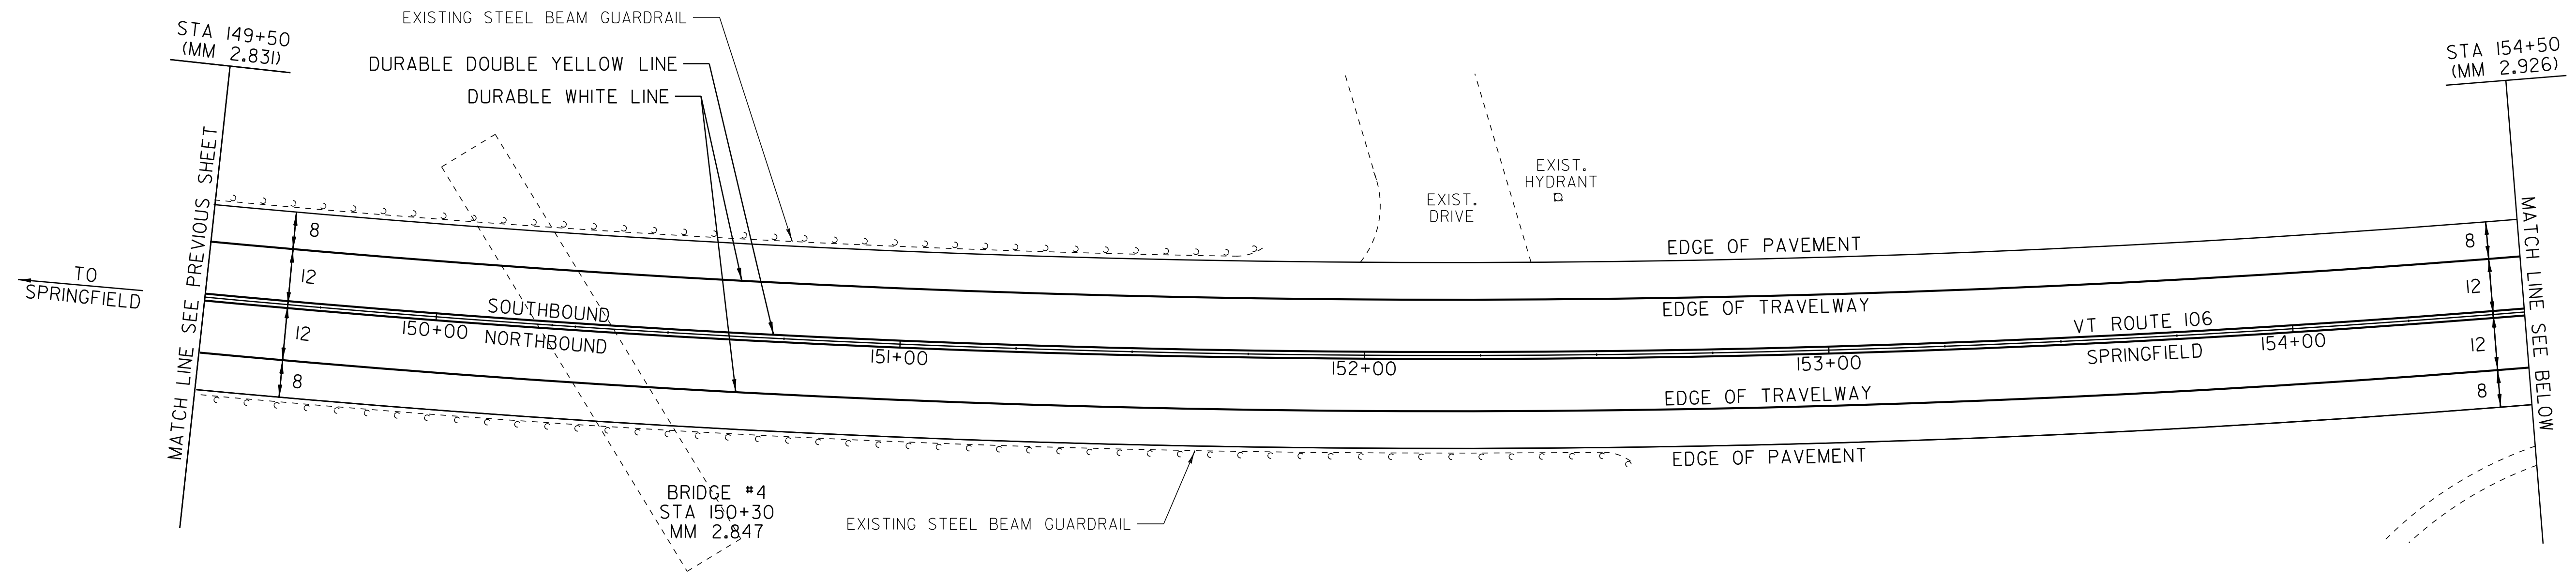 STA 149+50
(MM 2.831)
EXISTING STEEL BEAM GUARDRAIL
DURABLE DOUBLE YELLOW LINE
DURABLE WHITE LINE
STA 154+50
(MM 2.926)
MATCH LINE SEE PREVIOUS SHEET
EXIST.
HYDRANT
EXIST.
DRIVE
MATCH LINE SEE BELOW
8
12
12
8
TO
SPRINGFIELD
SOUTHBOUND
NORTHBOUND
150+00
151+00
152+00
153+00
154+00
EDGE OF PAVEMENT
EDGE OF TRAVELWAY
VT ROUTE 106
SPRINGFIELD
EDGE OF TRAVELWAY
EDGE OF PAVEMENT
8
12
12
8
BRIDGE #4
STA 150+30
MM 2.847
EXISTING STEEL BEAM GUARDRAIL